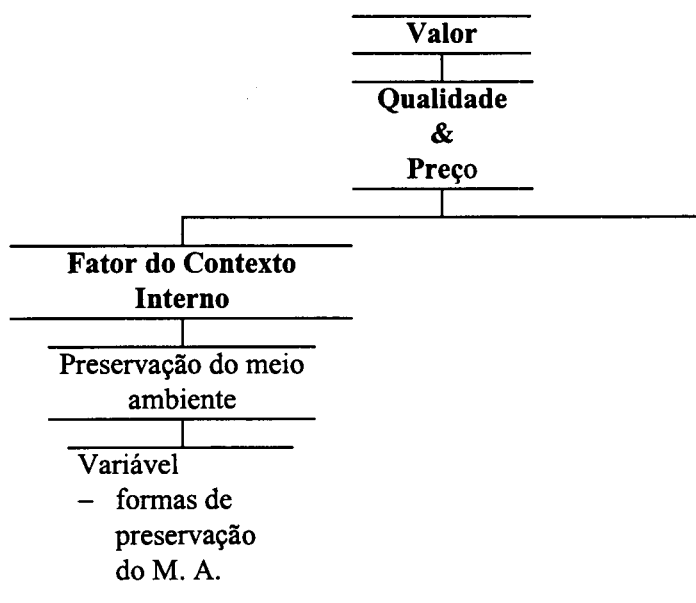 Valor
Qualidade
&
Preço
Fator do Contexto
Interno
Preservação do meio
ambiente
Variável
– formas de
preservação
do M. A.